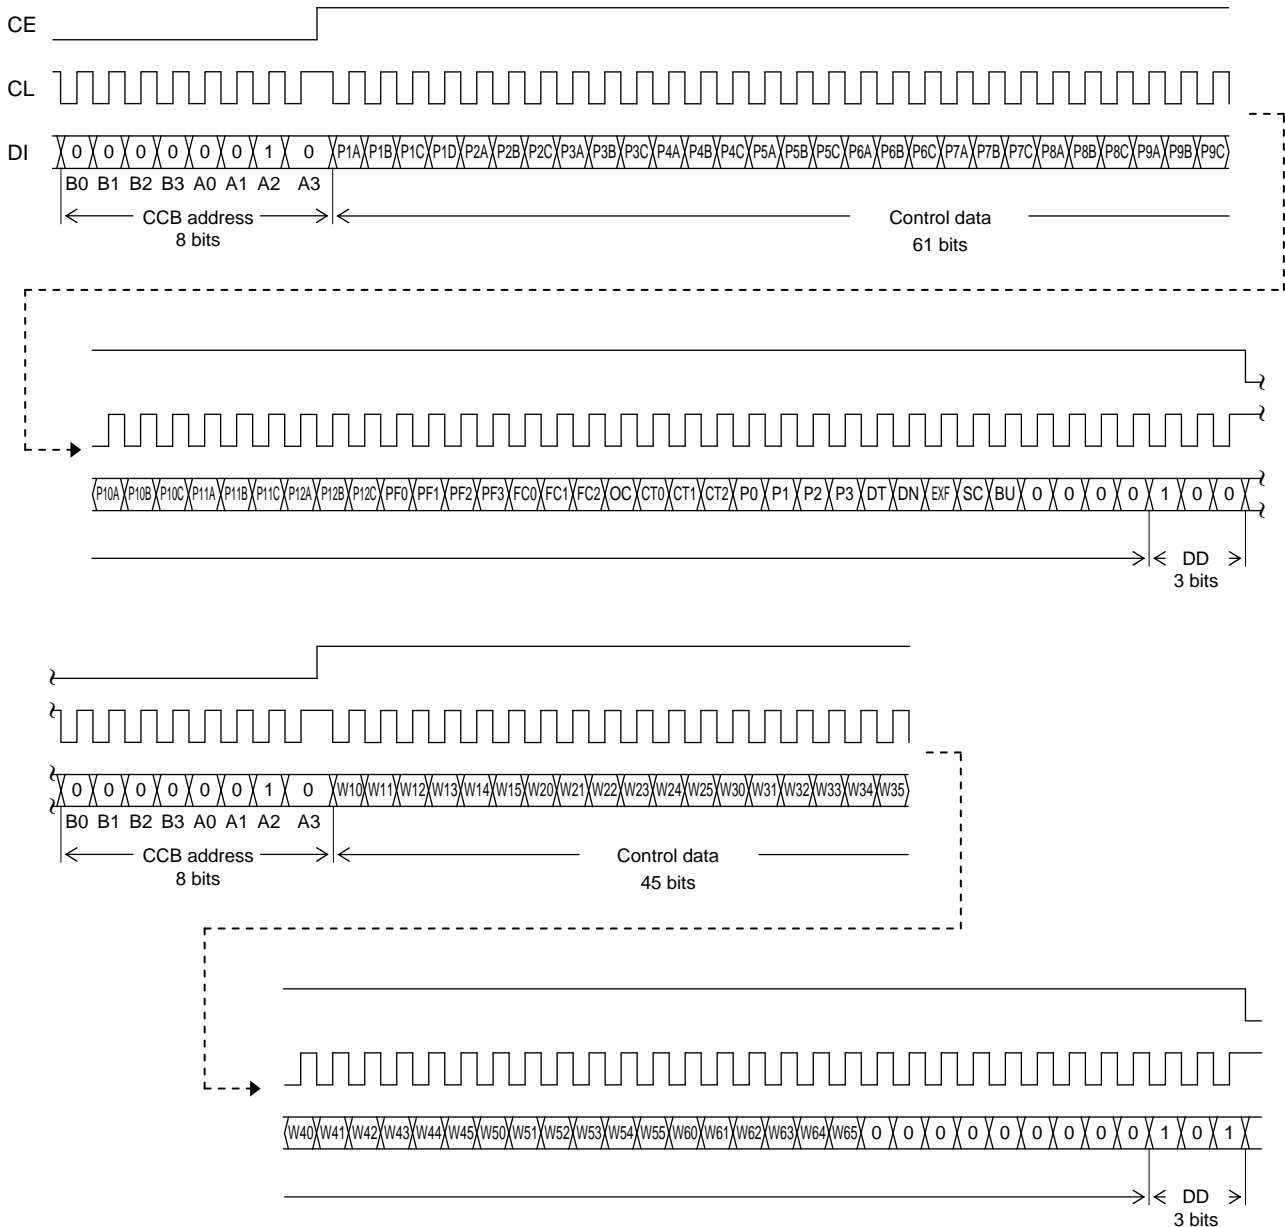 CE
CL
DI 0 0 0 0 0 0 1 0 P1A P1B P1C P1D P2A P2B P2C P3A P3B P3C P4A P4B P4C P5A P5B P5C P6A P6B P6C P7A P7B P7C P8A P8B P8C P9A P9B P9C
B0 B1 B2 B3 A0 A1 A2 A3
CCB address
8 bits
Control data
61 bits
P10A P10B P10C P11A P11B P11C P12A P12B P12C PF0 PF1 PF2 PF3 FC0 FC1 FC2 OC CT0 CT1 CT2 P0 P1 P2 P3 DT DN EXF SC BU 0 0 0 0 1 0 0
DD
3 bits
0 0 0 0 0 0 1 0 W10 W11 W12 W13 W14 W15 W20 W21 W22 W23 W24 W25 W30 W31 W32 W33 W34 W35
B0 B1 B2 B3 A0 A1 A2 A3
CCB address
8 bits
Control data
45 bits
W40 W41 W42 W43 W44 W45 W50 W51 W52 W53 W54 W55 W60 W61 W62 W63 W64 W65 0 0 0 0 0 0 0 0 0 1 0 1
DD
3 bits